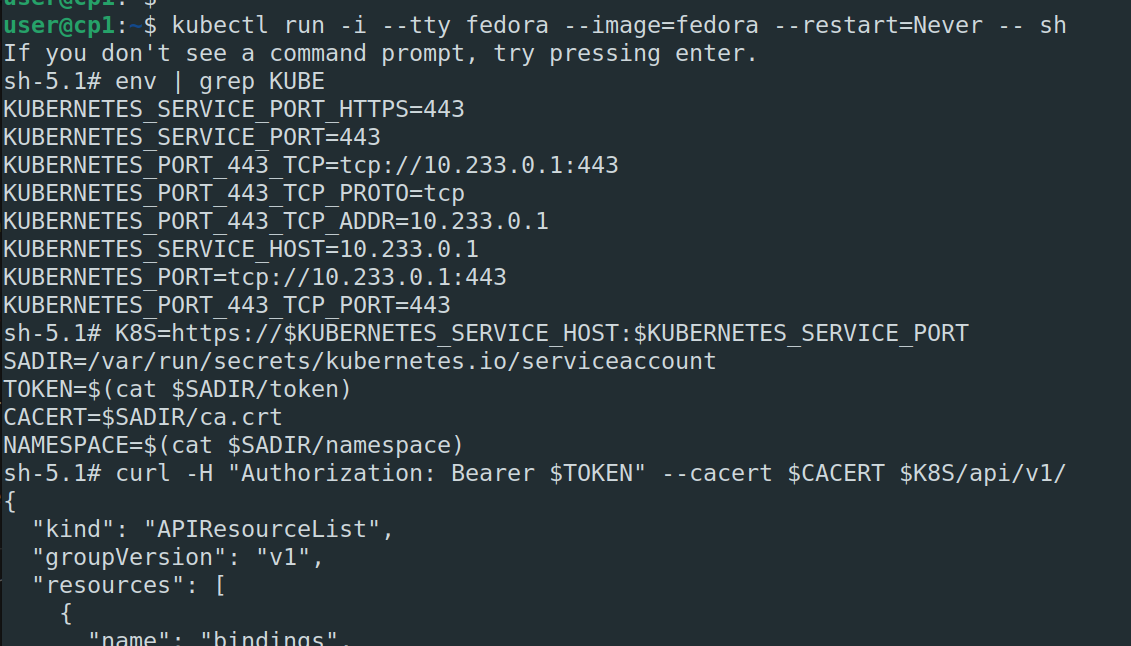 user@cp1:~$
user@cp1:~$ kubectl run -i --tty fedora --image=fedora --restart=Never -- sh
If you don't see a command prompt, try pressing enter.
sh-5.1# env | grep KUBE
KUBERNETES_SERVICE_PORT_HTTPS=443
KUBERNETES_SERVICE_PORT=443
KUBERNETES_PORT_443_TCP=tcp://10.233.0.1:443
KUBERNETES_PORT_443_TCP_PROTO=tcp
KUBERNETES_PORT_443_TCP_ADDR=10.233.0.1
KUBERNETES_SERVICE_HOST=10.233.0.1
KUBERNETES_PORT=tcp://10.233.0.1:443
KUBERNETES_PORT_443_TCP_PORT=443
sh-5.1# K8S=https://$KUBERNETES_SERVICE_HOST:$KUBERNETES_SERVICE_PORT
SADIR=/var/run/secrets/kubernetes.io/serviceaccount
TOKEN=$(cat $SADIR/token)
CACERT=$SADIR/ca.crt
NAMESPACE=$(cat $SADIR/namespace)
sh-5.1# curl -H "Authorization: Bearer $TOKEN" --cacert $CACERT $K8S/api/v1/
{
  "kind": "APIResourceList",
  "groupVersion": "v1",
  "resources": [
    {
      "name": "bindings",